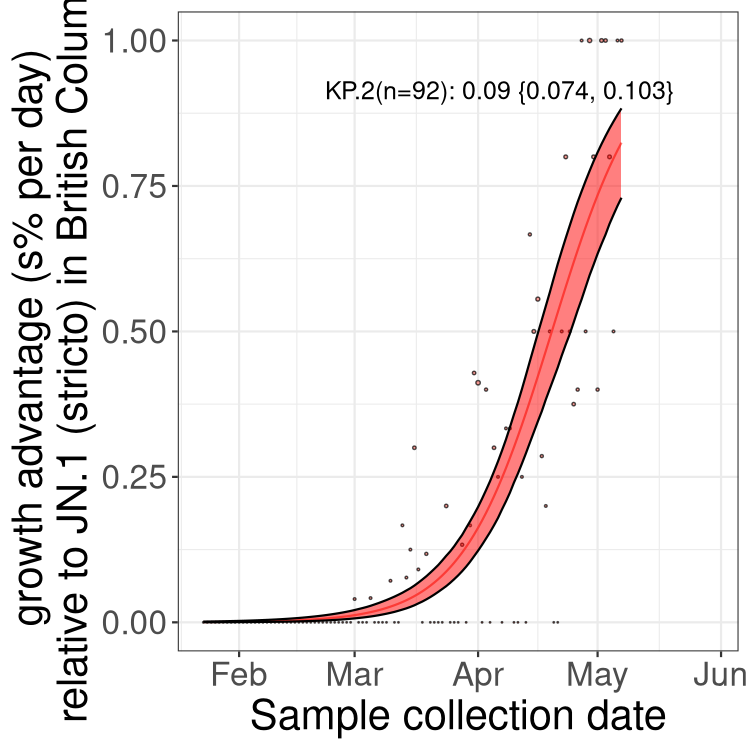 growth advantage (s% per day)
relative to JN.1 (stricto) in British Colum
1.00
0.75
0.50
0.25
0.00
KP.2(n=92): 0.09 {0.074, 0.103}
Feb Mar Apr May Jun
Sample collection date